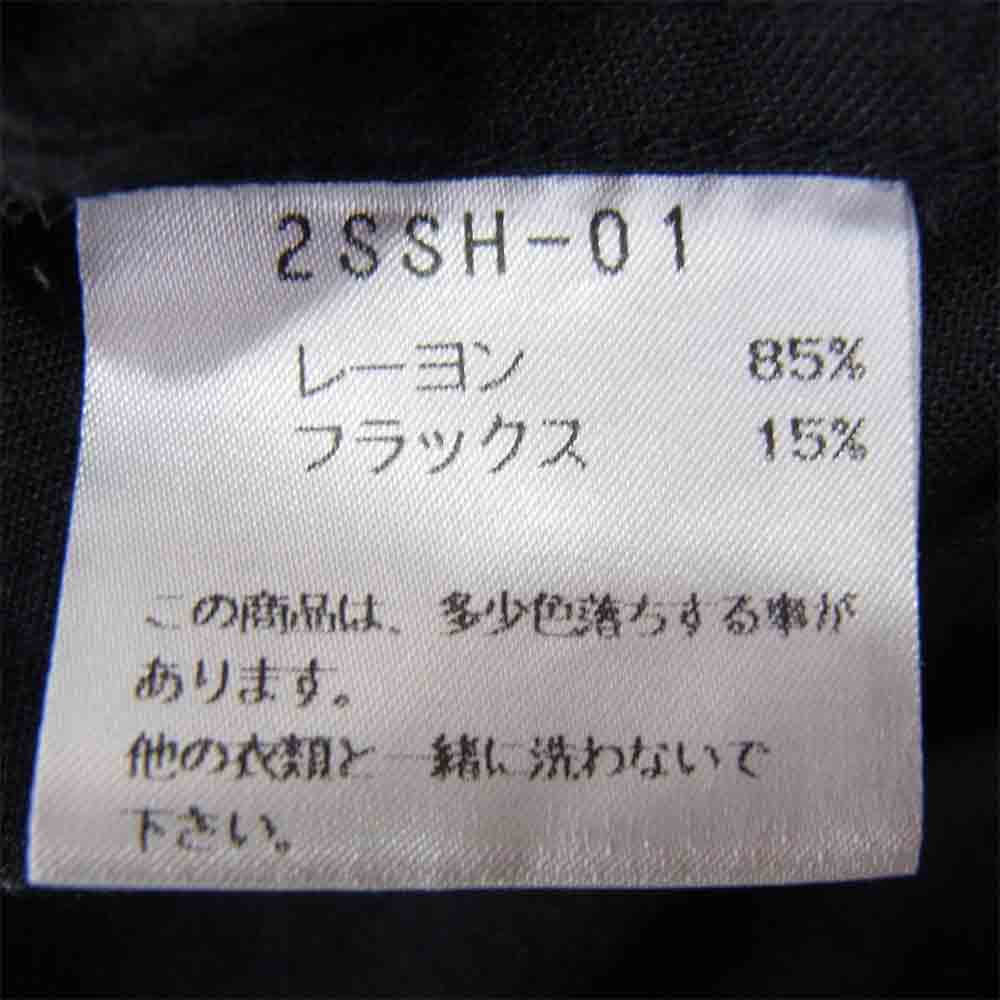 2SSH-01
レーヨン 85%
フラックス 15%
この商品は、多少色落ちする事が
あります。
他の衣類と一緒に洗わないで
下さい。